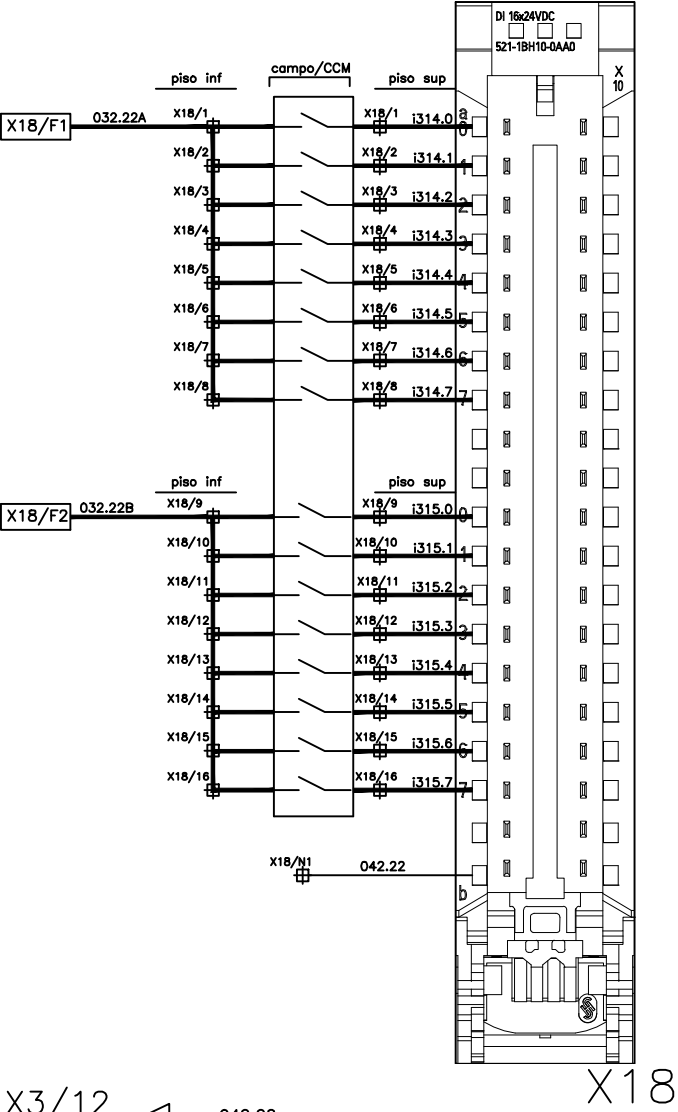 DI 16x24VDC
521-1BH10-0AA0
X
10
piso inf
campo/CCM
piso sup
X18/F1
032.22A
X18/1
X18/1
i314.0
a
0
X18/2
X18/2
i314.1
1
X18/3
X18/3
i314.2
2
X18/4
X18/4
i314.3
3
X18/5
X18/5
i314.4
4
X18/6
X18/6
i314.5
5
X18/7
X18/7
i314.6
6
X18/8
X18/8
i314.7
7
piso inf
piso sup
X18/F2
032.22B
X18/9
X18/9
i315.0
0
X18/10
X18/10
i315.1
1
X18/11
X18/11
i315.2
2
X18/12
X18/12
i315.3
3
X18/13
X18/13
i315.4
4
X18/14
X18/14
i315.5
5
X18/15
X18/15
i315.6
6
X18/16
X18/16
i315.7
7
X18/N1
042.22
b
X18
X3/12